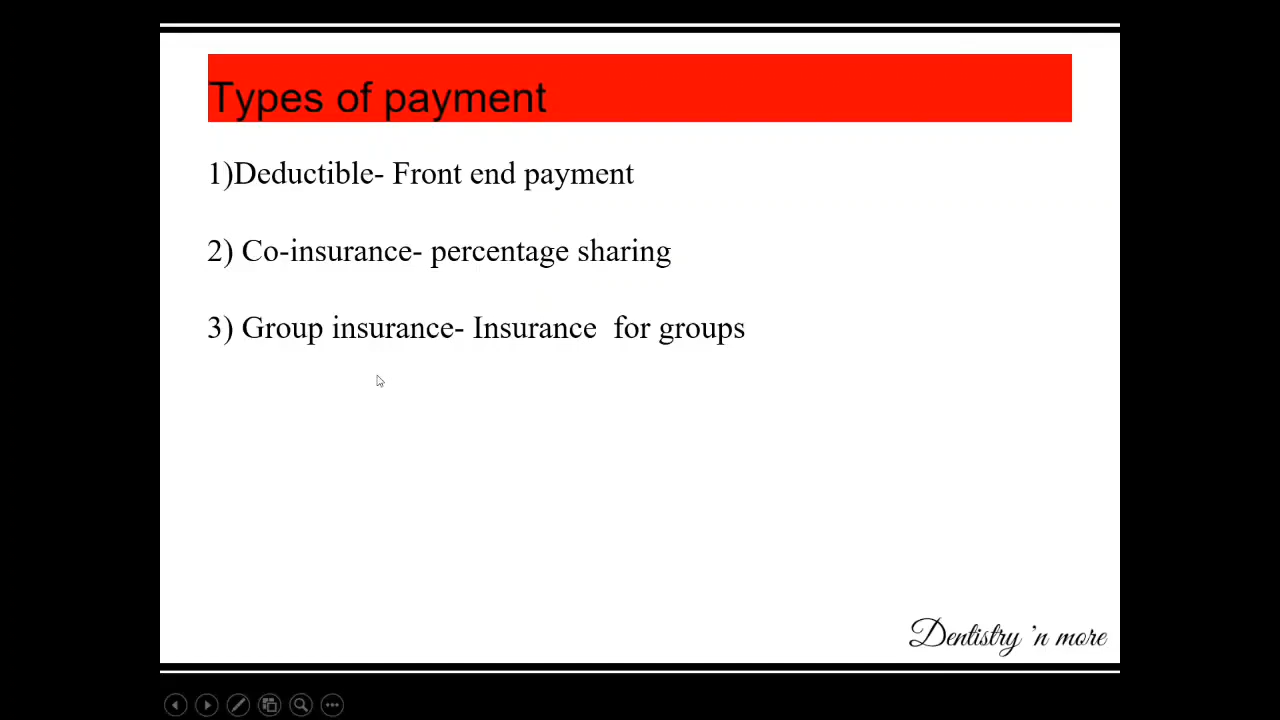 Types of payment
1)Deductible- Front end payment
2) Co-insurance- percentage sharing
3) Group insurance- Insurance  for groups
Dentistry 'n more